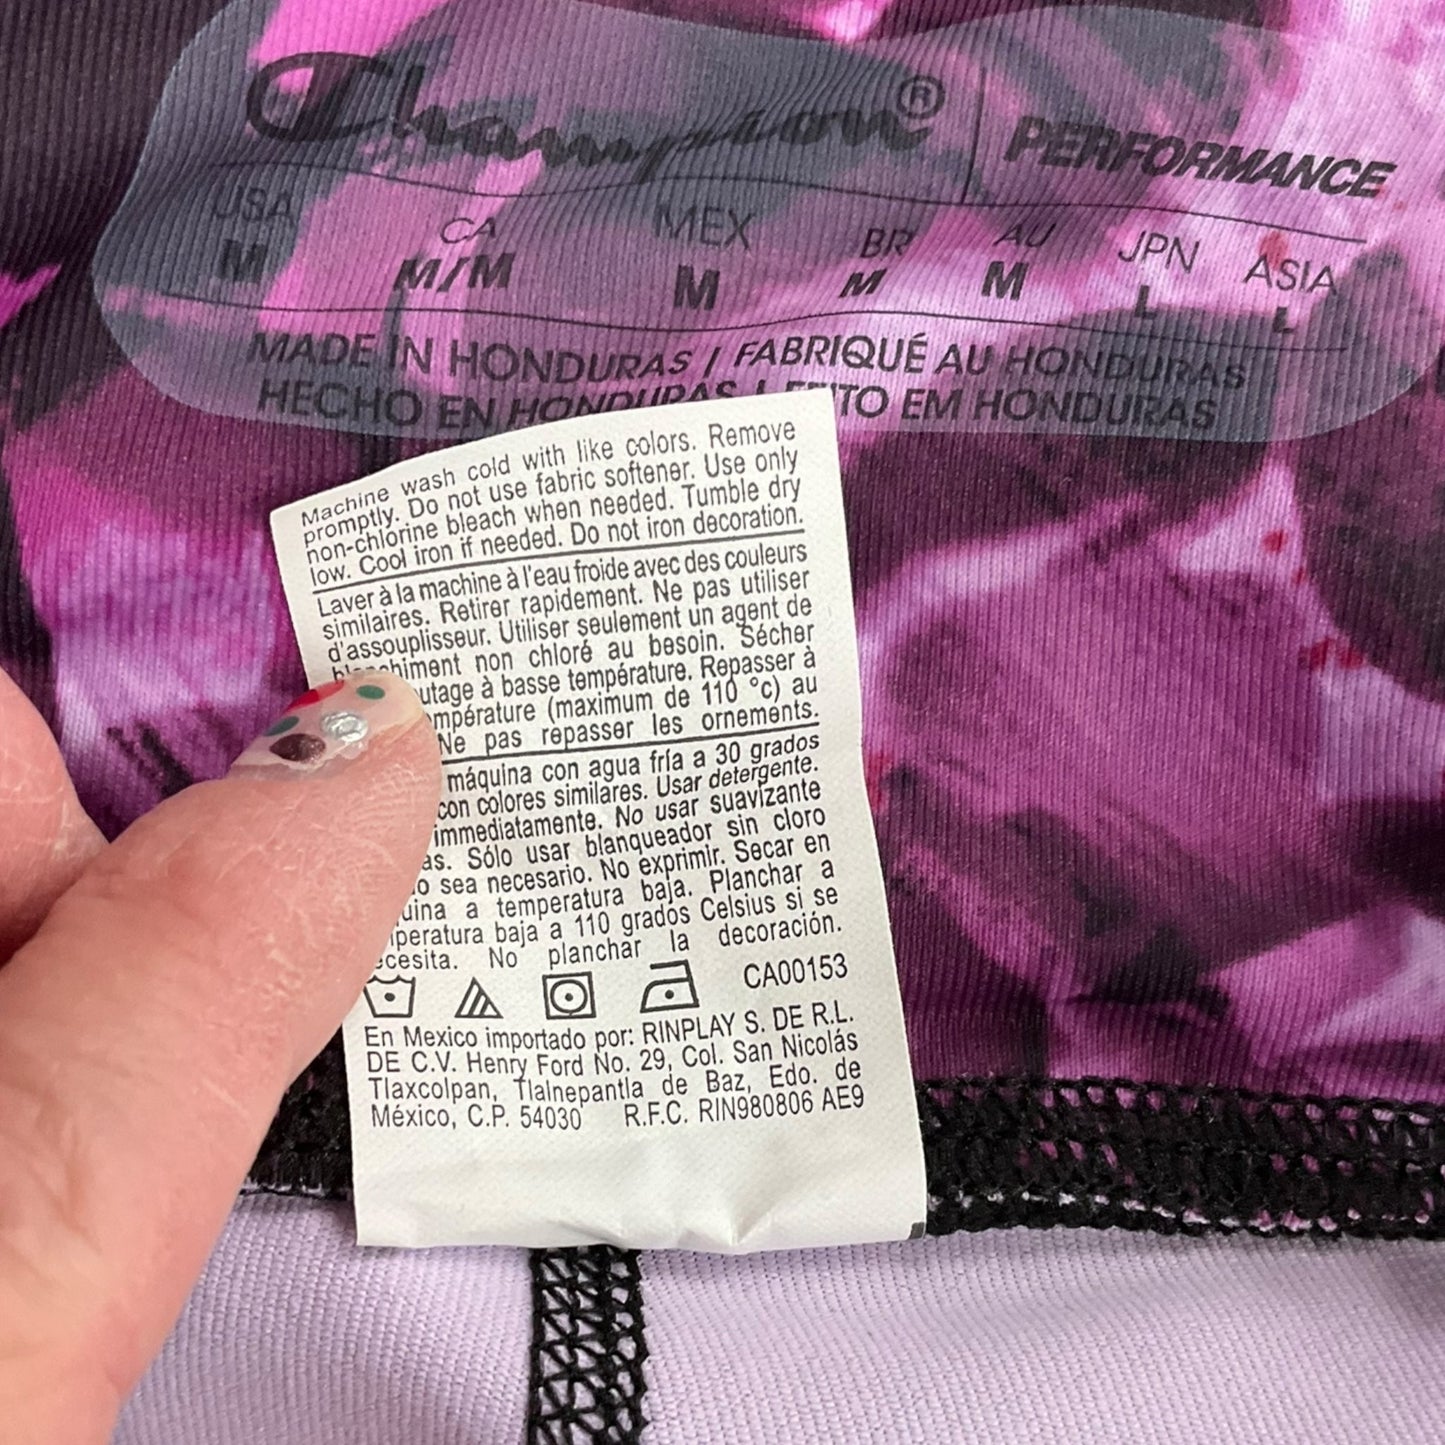 Champion® PERFORMANCE
USA CA MEX BR AU JPN ASIA
M M/M M M M L L
MADE IN HONDURAS / FABRIQUÉ AU HONDURAS
HECHO EN HONDURAS / EM HONDURAS
Machine wash cold with like colors. Remove
promptly. Do not use fabric softener. Use only
non-chlorine bleach when needed. Tumble dry
low. Cool iron if needed. Do not iron decoration.
Laver à la machine à l'eau froide avec des couleurs
similaires. Retirer rapidement. Ne pas utiliser
d'assouplisseur. Utiliser seulement un agent de
non chloré au besoin. Sécher
à basse température. Repasser à
(maximum de 110 °c) au
Ne pas repasser les ornements.
máquina con agua fría a 30 grados
con colores similares. Usar detergente.
immediatamente. No usar suavizante
Sólo usar blanqueador sin cloro
sea necesario. No exprimir. Secar en
a temperatura baja. Planchar a
baja a 110 grados Celsius si se
No planchar la decoración.
CA00153
En Mexico importado por: RINPLAY S. DE R.L.
DE C.V. Henry Ford No. 29, Col. San Nicolás
Tlaxcolpan, Tlalnepantla de Baz, Edo. de
México, C.P. 54030 R.F.C. RIN980806 AE9